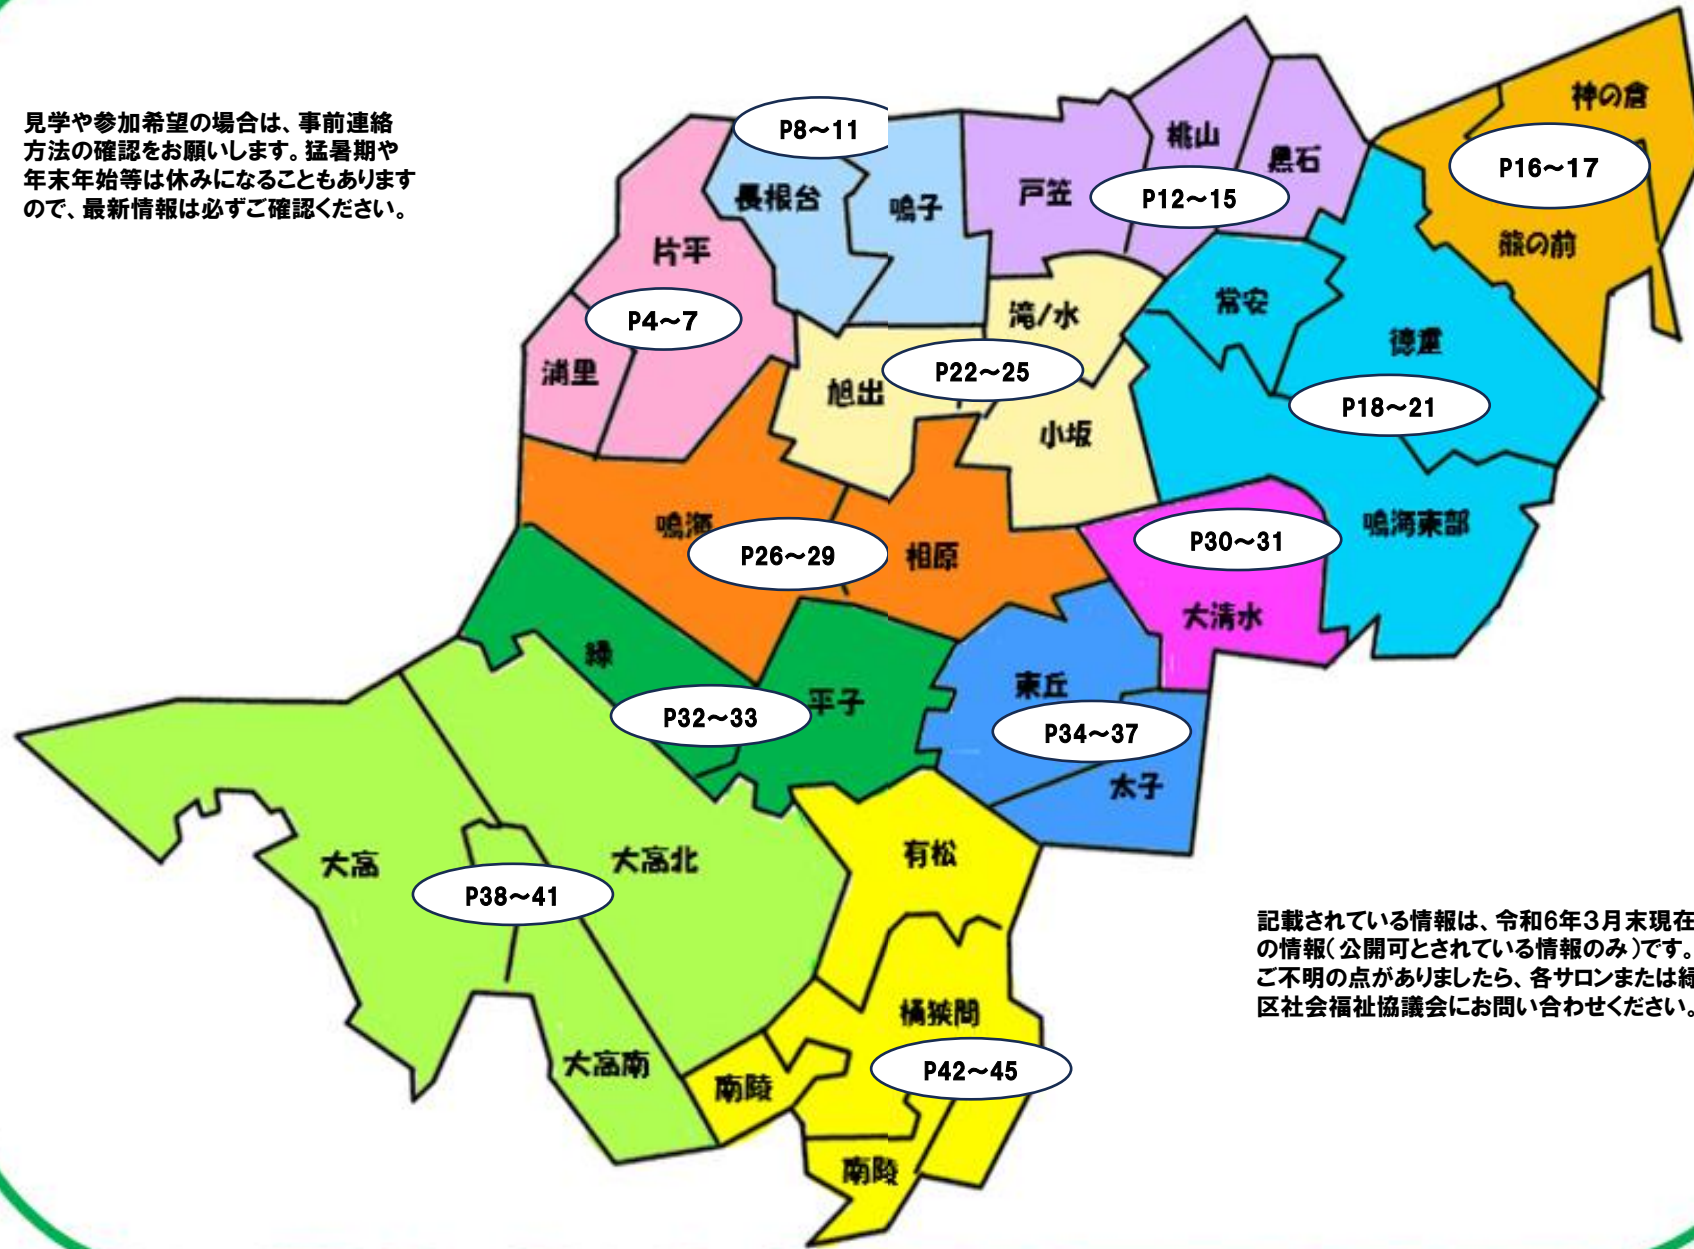 見学や参加希望の場合は、事前連絡
方法の確認をお願いします。猛暑期や
年末年始等は休みになることもあります
ので、最新情報は必ずご確認ください。
P8～11
長根台
鳴子
戸笠
桃山
黒石
P12～15
神の倉
P16～17
熊の前
片平
P4～7
浦里
滝ノ水
P22～25
旭出
小坂
常安
徳重
P18～21
鳴海東部
鳴海
P26～29
相原
P30～31
大清水
緑
P32～33
平子
東丘
P34～37
太子
大高
P38～41
大高北
大高南
有松
桶狭間
P42～45
南陵
南陵
記載されている情報は、令和6年3月末現在
の情報（公開可とされている情報のみ）です。
ご不明の点がありましたら、各サロンまたは緑
区社会福祉協議会にお問い合わせください。